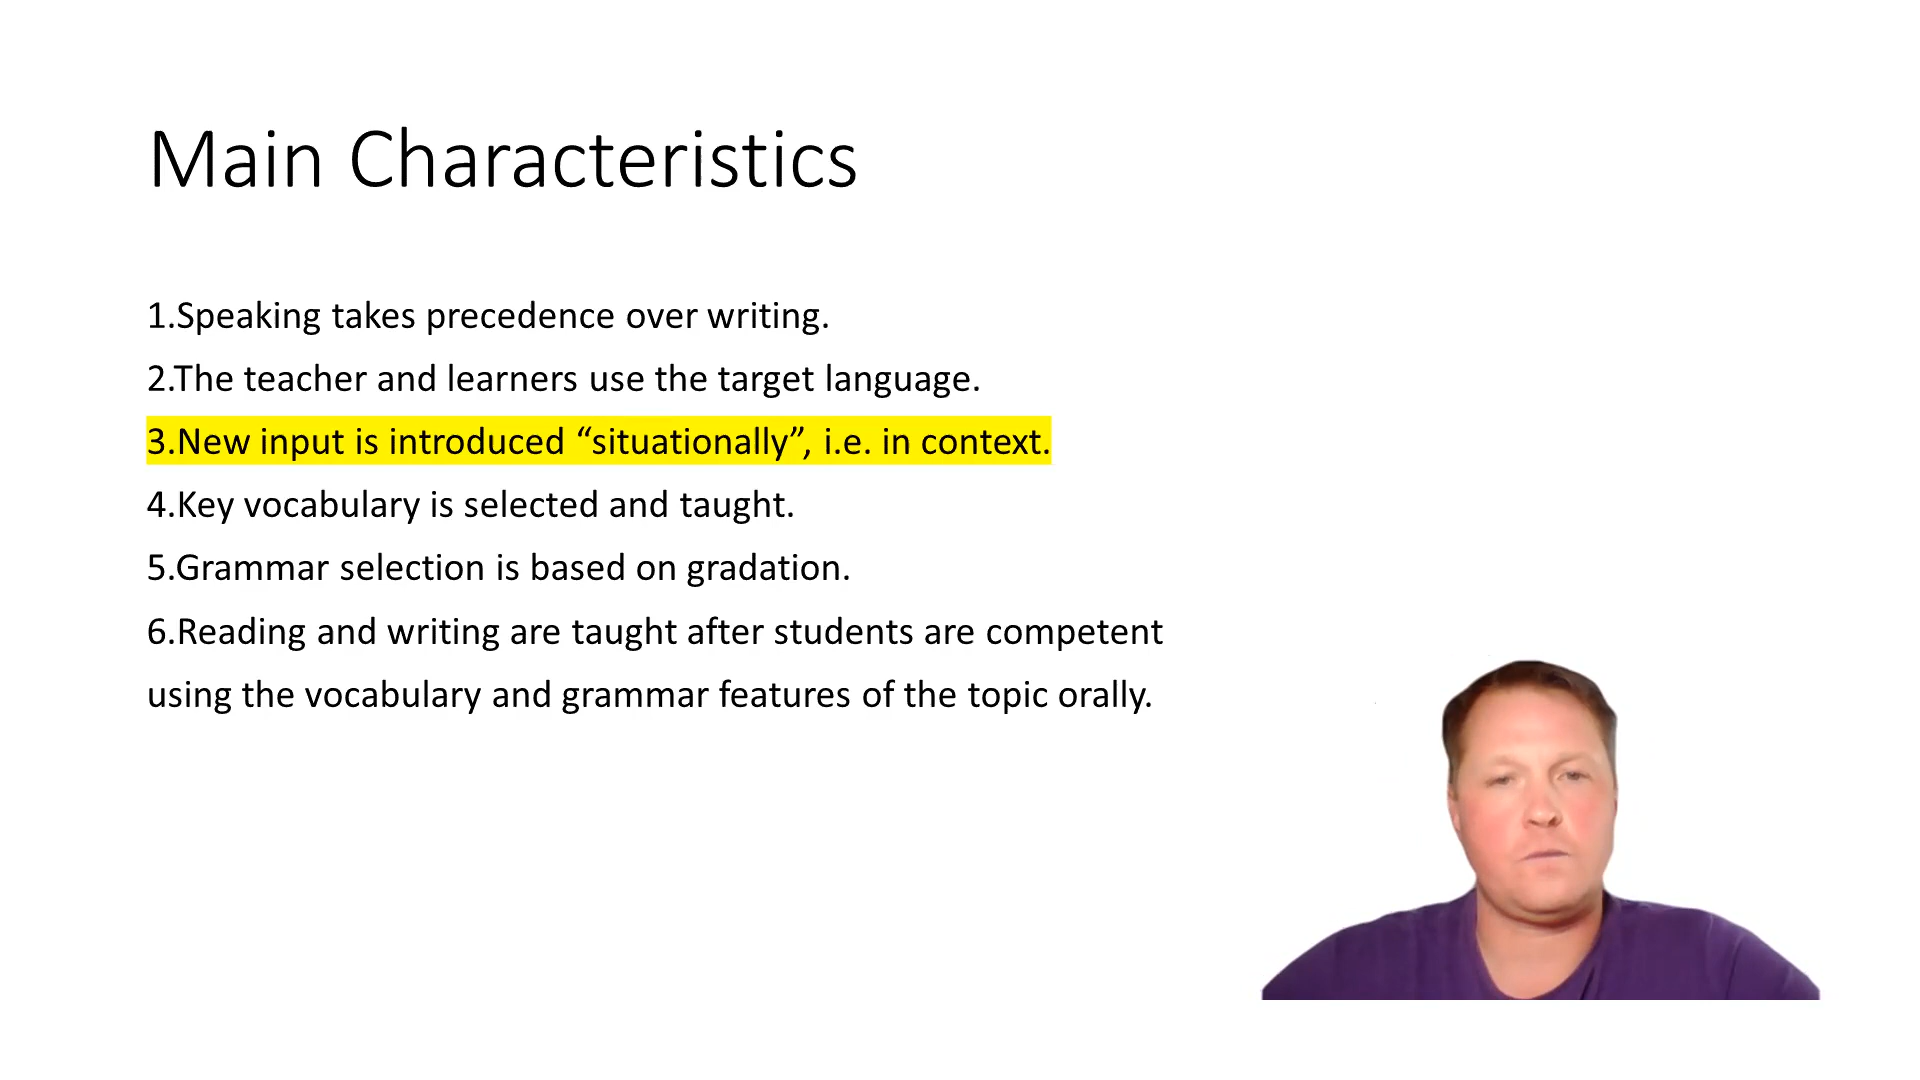 Main Characteristics
1.Speaking takes precedence over writing.
2.The teacher and learners use the target language.
3.New input is introduced “situationally”, i.e. in context.
4.Key vocabulary is selected and taught.
5.Grammar selection is based on gradation.
6.Reading and writing are taught after students are competent
using the vocabulary and grammar features of the topic orally.